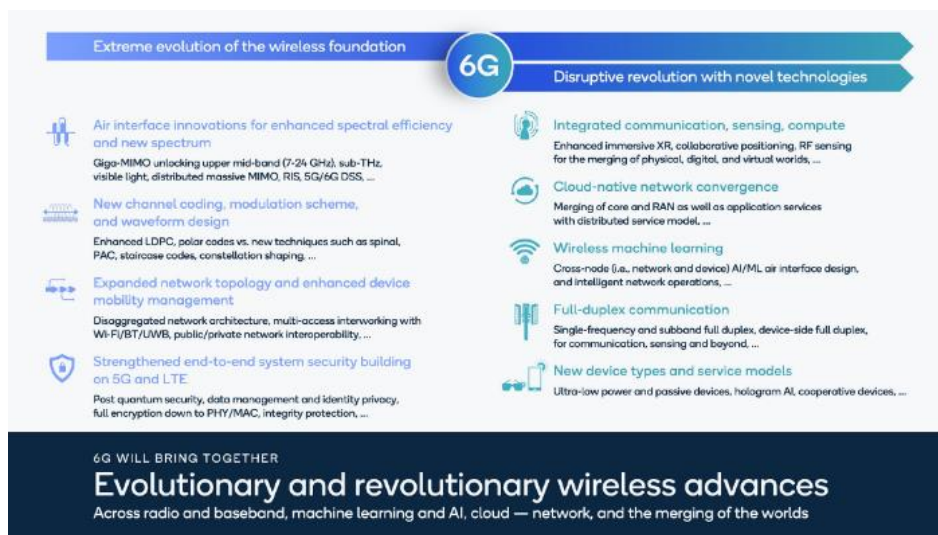 Extreme evolution of the wireless foundation
6G
Disruptive revolution with novel technologies
Air interface innovations for enhanced spectral efficiency
and new spectrum
Giga-MIMO unlocking upper mid-band (7-24 GHz), sub-THz,
visible light, distributed massive MIMO, RIS, 5G/6G DSS, ...
New channel coding, modulation scheme,
and waveform design
Enhanced LDPC, polar codes vs. new techniques such as spinal,
PAC, staircase codes, constellation shaping, ...
Expanded network topology and enhanced device
mobility management
Disaggregated network architecture, multi-access interworking with
Wi-Fi/BT/UWB, public/private network interoperability, ...
Strengthened end-to-end system security building
on 5G and LTE
Post quantum security, data management and identity privacy,
full encryption down to PHY/MAC, integrity protection, ...
Integrated communication, sensing, compute
Enhanced immersive XR, collaborative positioning, RF sensing
for the merging of physical, digital, and virtual worlds, ...
Cloud-native network convergence
Merging of core and RAN as well as application services
with distributed service model, ...
Wireless machine learning
Cross-node (i.e., network and device) AI/ML air interface design,
and intelligent network operations, ...
Full-duplex communication
Single-frequency and subband full duplex, device-side full duplex,
for communication, sensing and beyond, ...
New device types and service models
Ultra-low power and passive devices, hologram AI, cooperative devices, ...
6G WILL BRING TOGETHER
Evolutionary and revolutionary wireless advances
Across radio and baseband, machine learning and AI, cloud — network, and the merging of the worlds